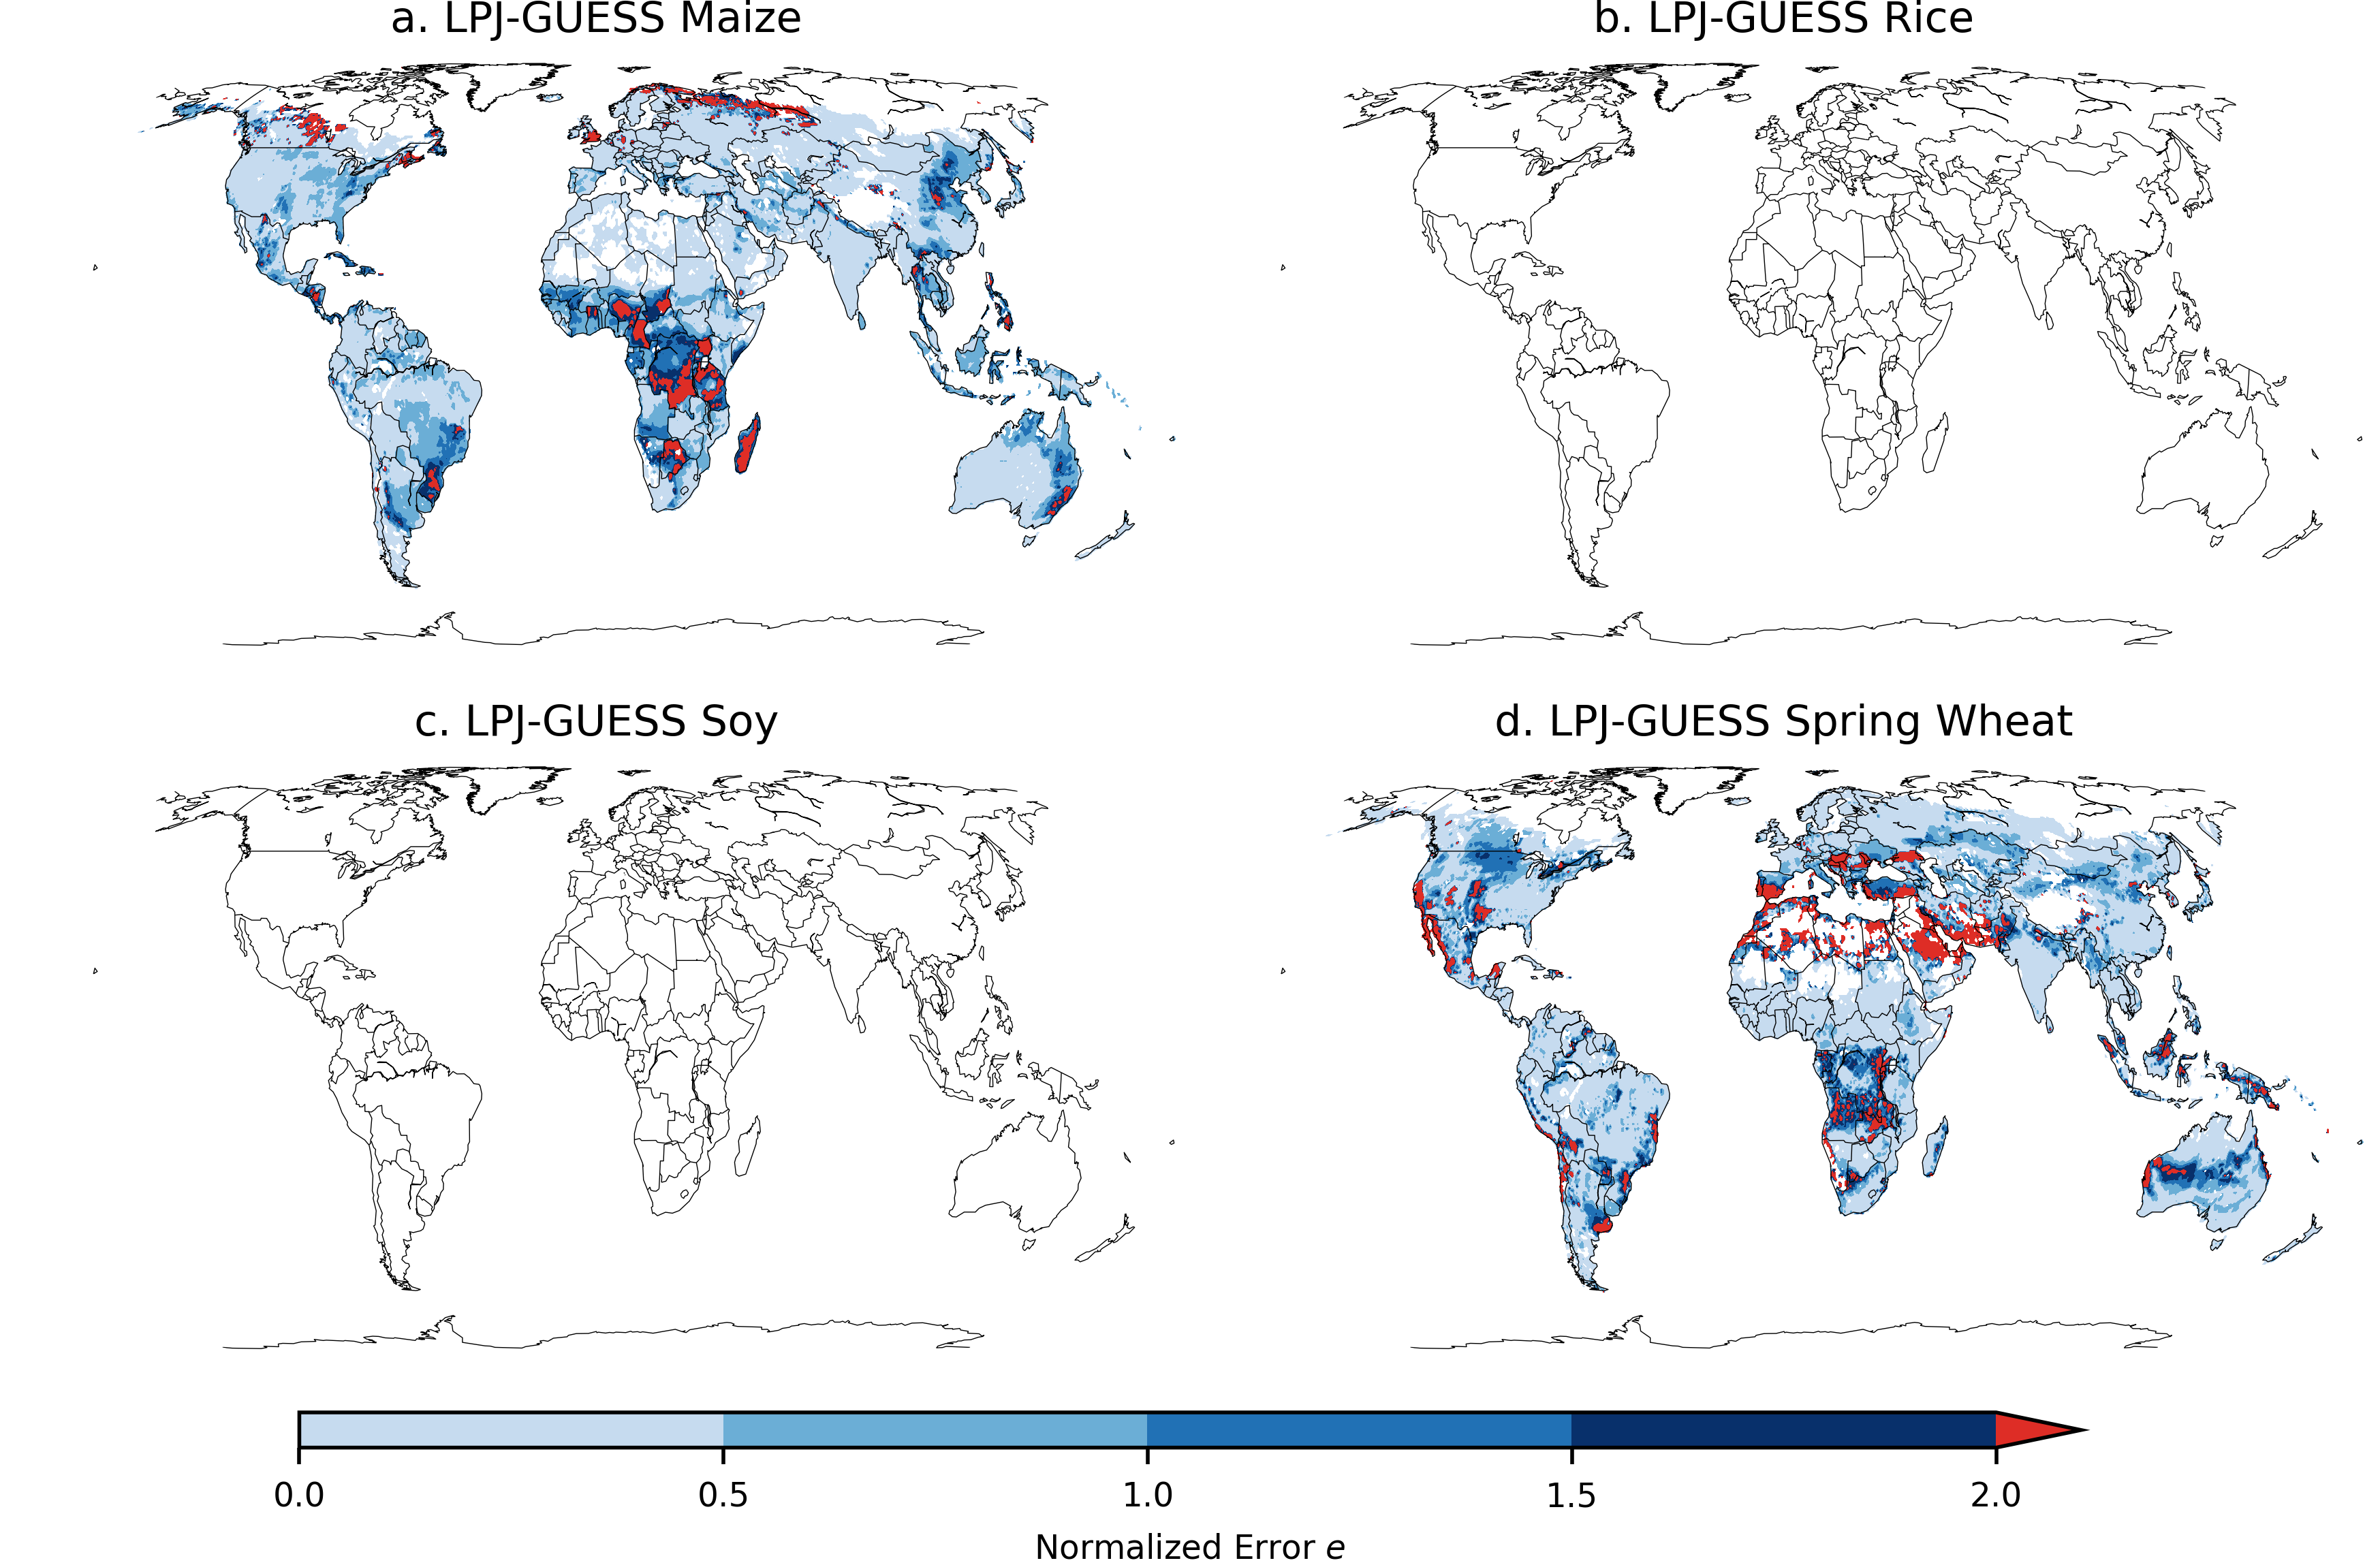 a. LPJ-GUESS Maize
b. LPJ-GUESS Rice
c. LPJ-GUESS Soy
d. LPJ-GUESS Spring Wheat
0.0 0.5 1.0 1.5 2.0
Normalized Error e